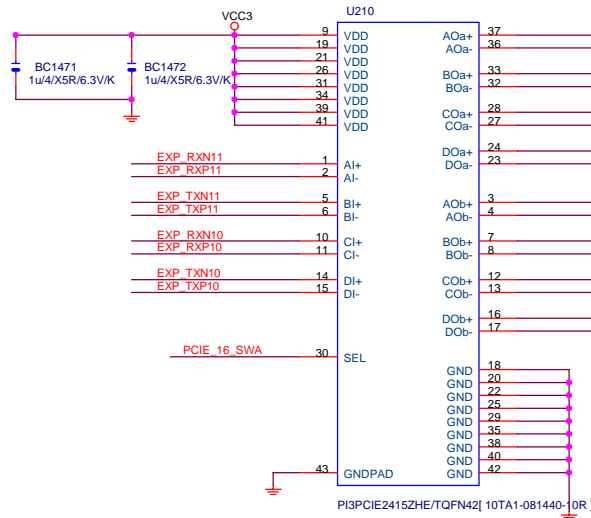 U210
VCC3
9 VDD AOa+ 37
19 VDD AOa- 36
21 VDD
26 VDD BOa+ 33
31 VDD BOa- 32
34 VDD
39 VDD COa+ 28
41 VDD COa- 27
BC1471
1u/4/X5R/6.3V/K
BC1472
1u/4/X5R/6.3V/K
DOa+ 24
DOa- 23
EXP_RXN11 1 AI+
EXP_RXP11 2 AI-
EXP_TXN11 5 BI+ AOb+ 3
EXP_TXP11 6 BI- AOb- 4
EXP_RXN10 10 CI+ BOb+ 7
EXP_RXP10 11 CI- BOb- 8
EXP_TXN10 14 DI+ COb+ 12
EXP_TXP10 15 DI- COb- 13
DOb+ 16
DOb- 17
PCIE_16_SWA 30 SEL
GND 18
GND 20
GND 22
GND 25
GND 29
GND 35
GND 38
GND 40
43 GNDPAD GND 42
PI3PCIE2415ZHE/TQFN42[ 10TA1-081440-10R ]